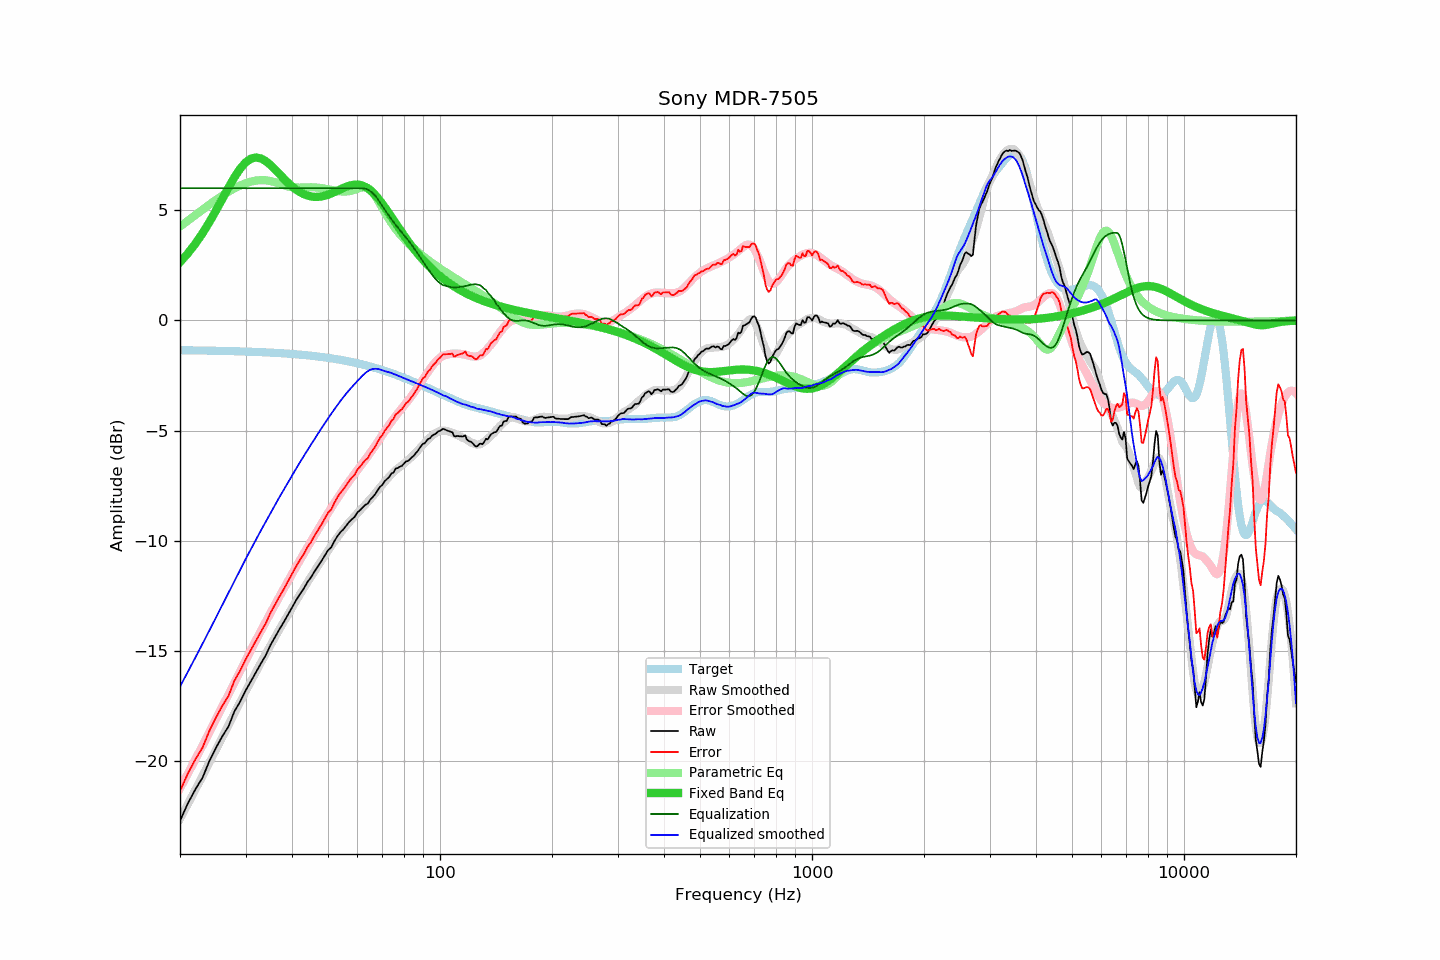 Sony MDR-7505
Amplitude (dBr)
5
0
−5
−10
−15
−20
Target
Raw Smoothed
Error Smoothed
Raw
Error
Parametric Eq
Fixed Band Eq
Equalization
Equalized smoothed
100
1000
10000
Frequency (Hz)